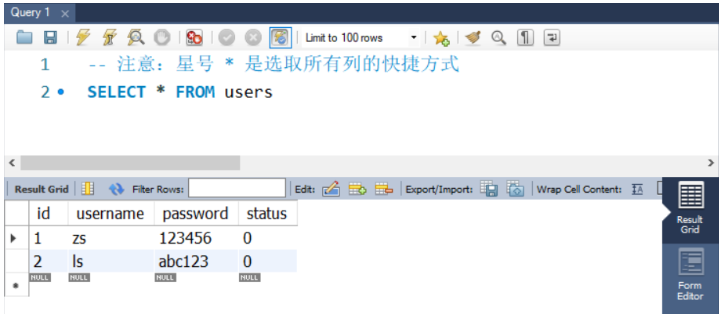 Query 1
Limit to 100 rows
1 -- 注意：星号 * 是选取所有列的快捷方式
2 SELECT * FROM users
Result Grid Filter Rows: Edit: Export/Import: Wrap Cell Content:
id username password status
1 zs 123456 0
2 ls abc123 0
NULL NULL NULL NULL
Result
Grid
Form
Editor